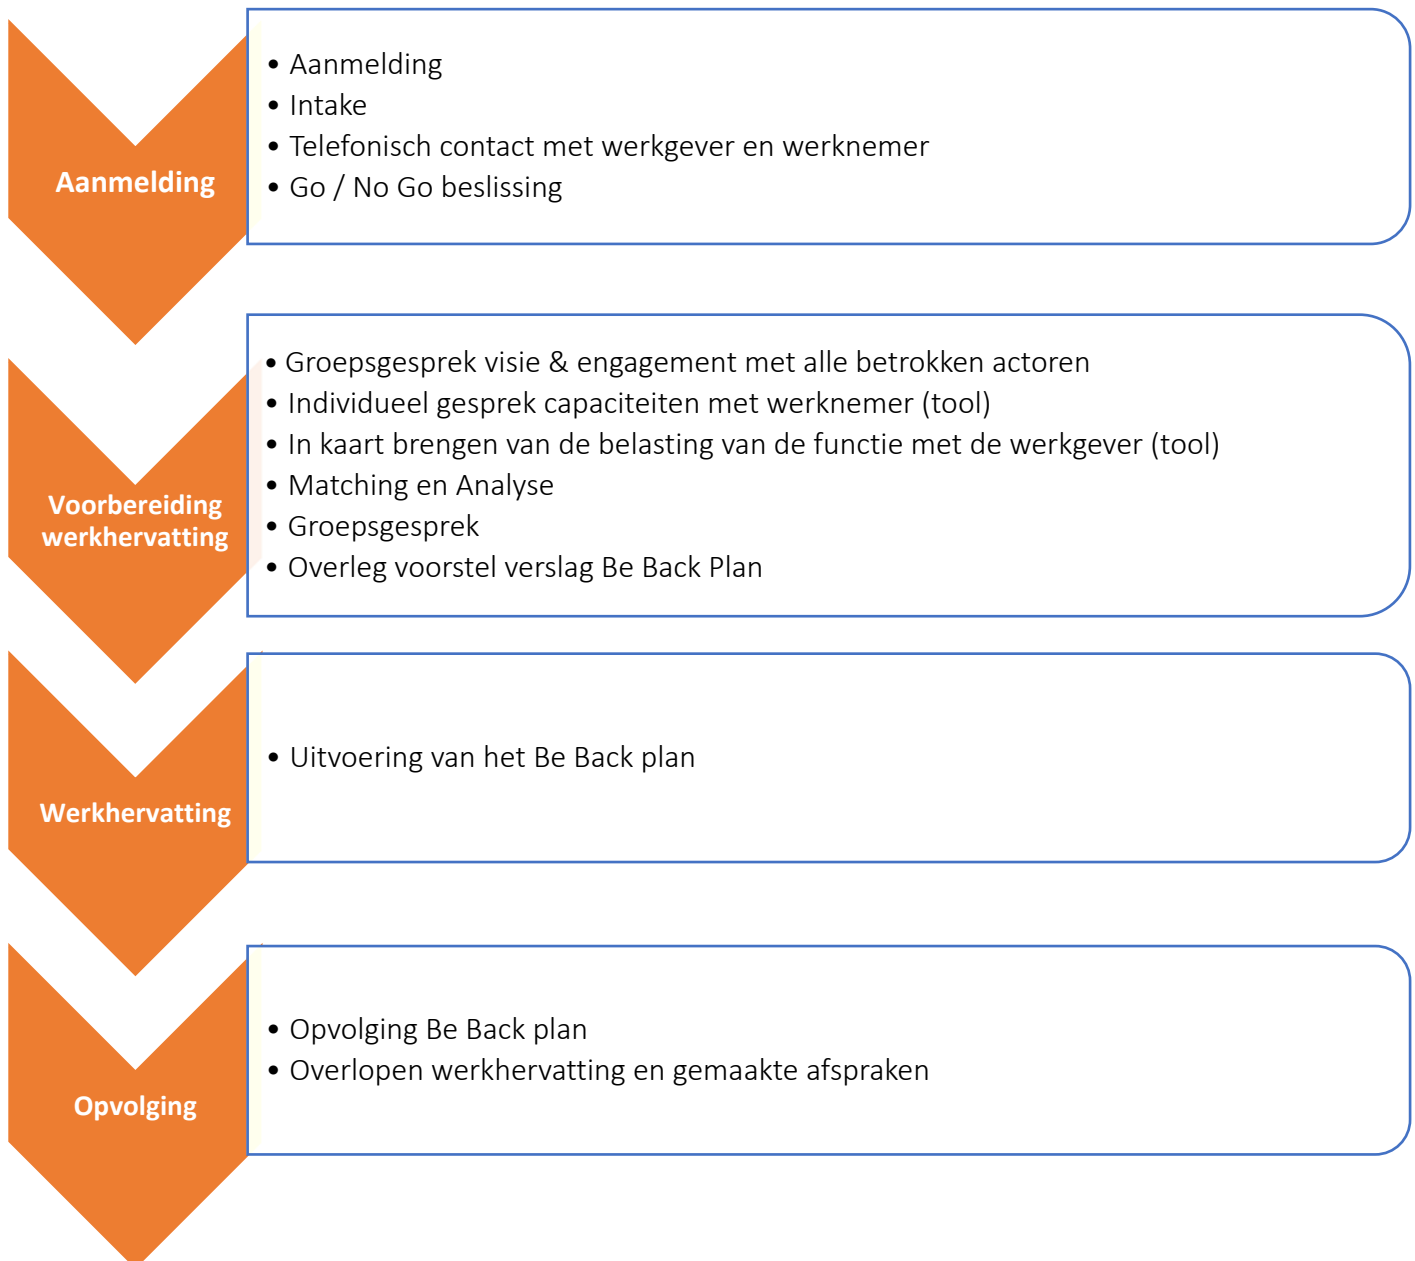 Aanmelding
• Aanmelding
• Intake
• Telefonisch contact met werkgever en werknemer
• Go / No Go beslissing
Voorbereiding
werkhervatting
• Groepsgesprek visie & engagement met alle betrokken actoren
• Individueel gesprek capaciteiten met werknemer (tool)
• In kaart brengen van de belasting van de functie met de werkgever (tool)
• Matching en Analyse
• Groepsgesprek
• Overleg voorstel verslag Be Back Plan
Werkhervatting
• Uitvoering van het Be Back plan
Opvolging
• Opvolging Be Back plan
• Overlopen werkhervatting en gemaakte afspraken